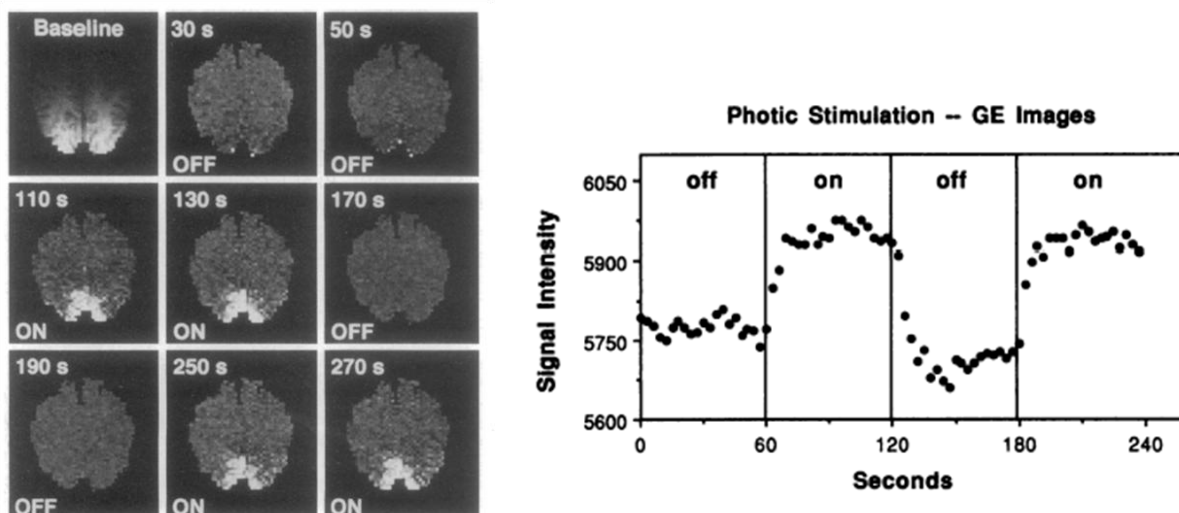 Baseline
30 s
50 s
OFF
OFF
110 s
130 s
170 s
ON
ON
OFF
190 s
250 s
270 s
OFF
ON
ON
Photic Stimulation -- GE Images
off
on
off
on
6050
5900
5750
5600
Signal Intensity
0
60
120
180
240
Seconds